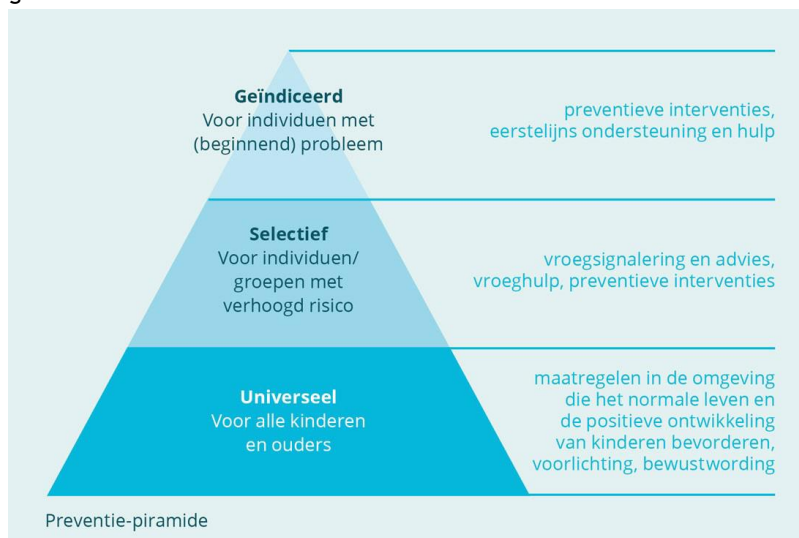 Geïndiceerd
Voor individuen met
(beginnend) probleem
preventieve interventies,
eerstelijns ondersteuning en hulp
Selectief
Voor individuen/
groepen met
verhoogd risico
vroegsignalering en advies,
vroeghulp, preventieve interventies
Universeel
Voor alle kinderen
en ouders
maatregelen in de omgeving
die het normale leven en
de positieve ontwikkeling
van kinderen bevorderen,
voorlichting, bewustwording
Preventie-piramide